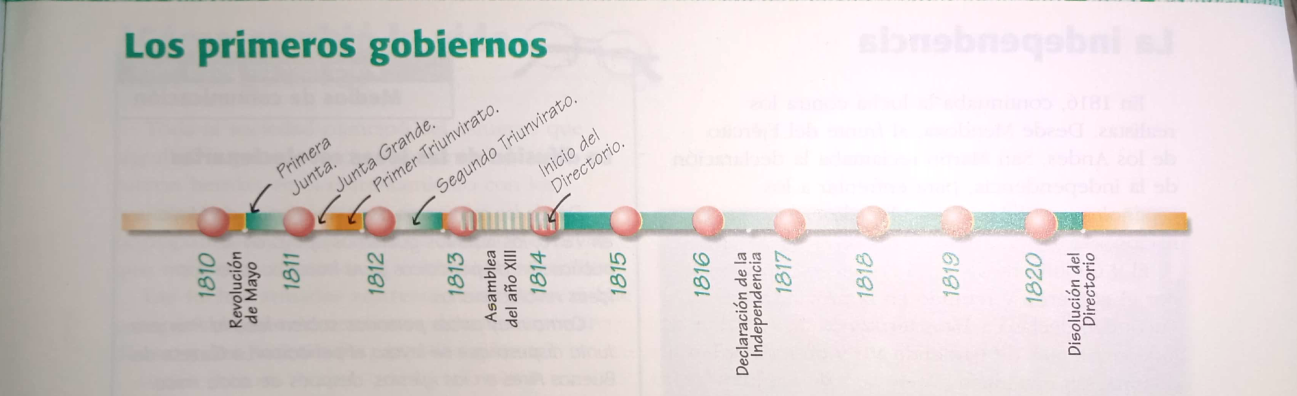 Los primeros gobiernos
Primera
Junta.
Junta Grande.
Primer Triunvirato.
Segundo Triunvirato.
Inicio del
Directorio.
1810
Revolución
de Mayo
1811
1812
1813
Asamblea
del año XIII
1814
1815
1816
Declaración de la
Independencia
1817
1818
1819
1820
Disolución del
Directorio